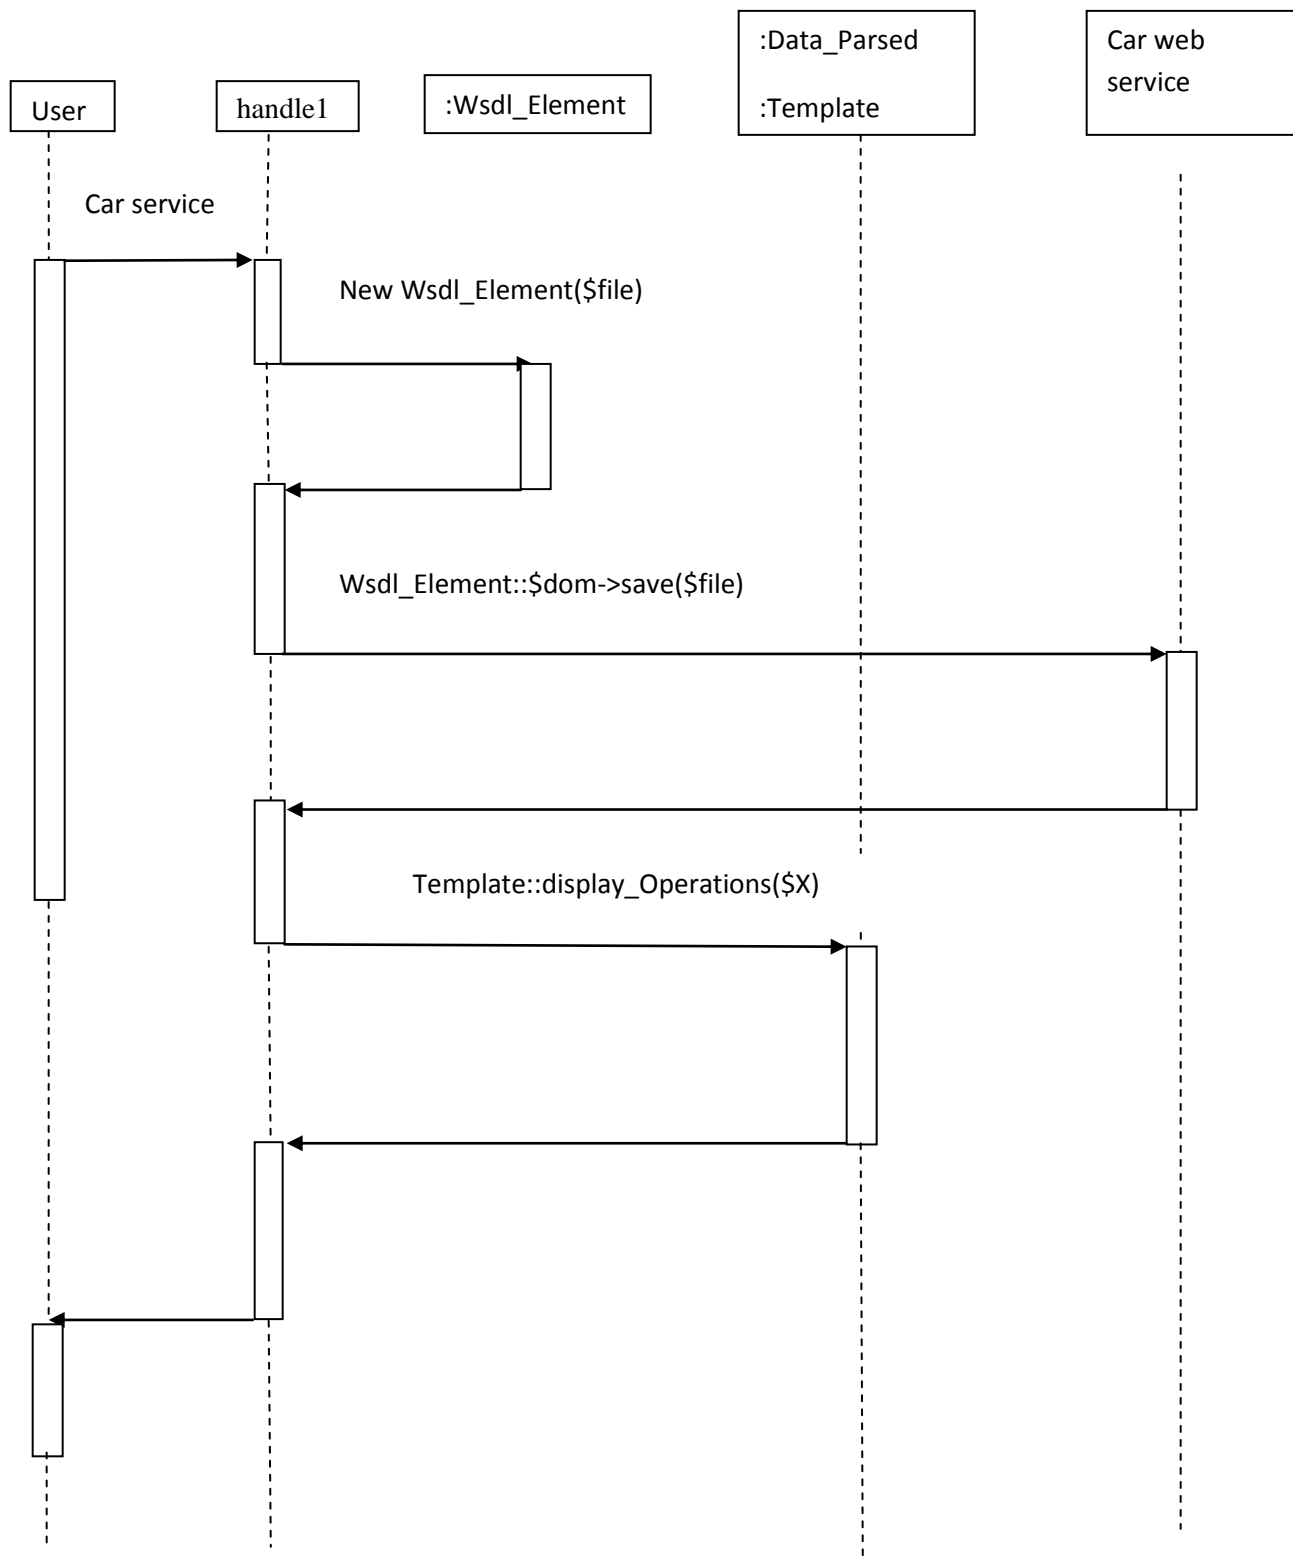 User
handle1
:Wsdl_Element
:Data_Parsed
:Template
Car web
service
Car service
New Wsdl_Element($file)
Wsdl_Element::$dom->save($file)
Template::display_Operations($X)